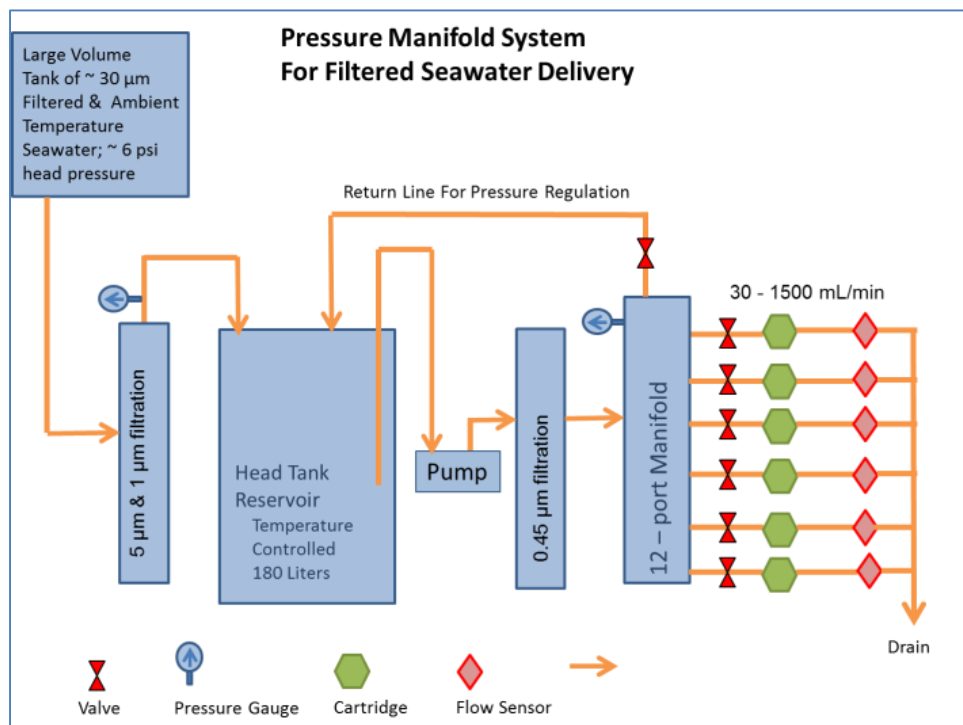 Pressure Manifold System
For Filtered Seawater Delivery
Large Volume
Tank of ~ 30 µm
Filtered & Ambient
Temperature
Seawater; ~ 6 psi
head pressure
Return Line For Pressure Regulation
30 - 1500 mL/min
5 µm & 1 µm filtration
Head Tank
Reservoir
Temperature
Controlled
180 Liters
Pump
0.45 µm filtration
12 – port Manifold
Drain
Valve
Pressure Gauge
Cartridge
Flow Sensor